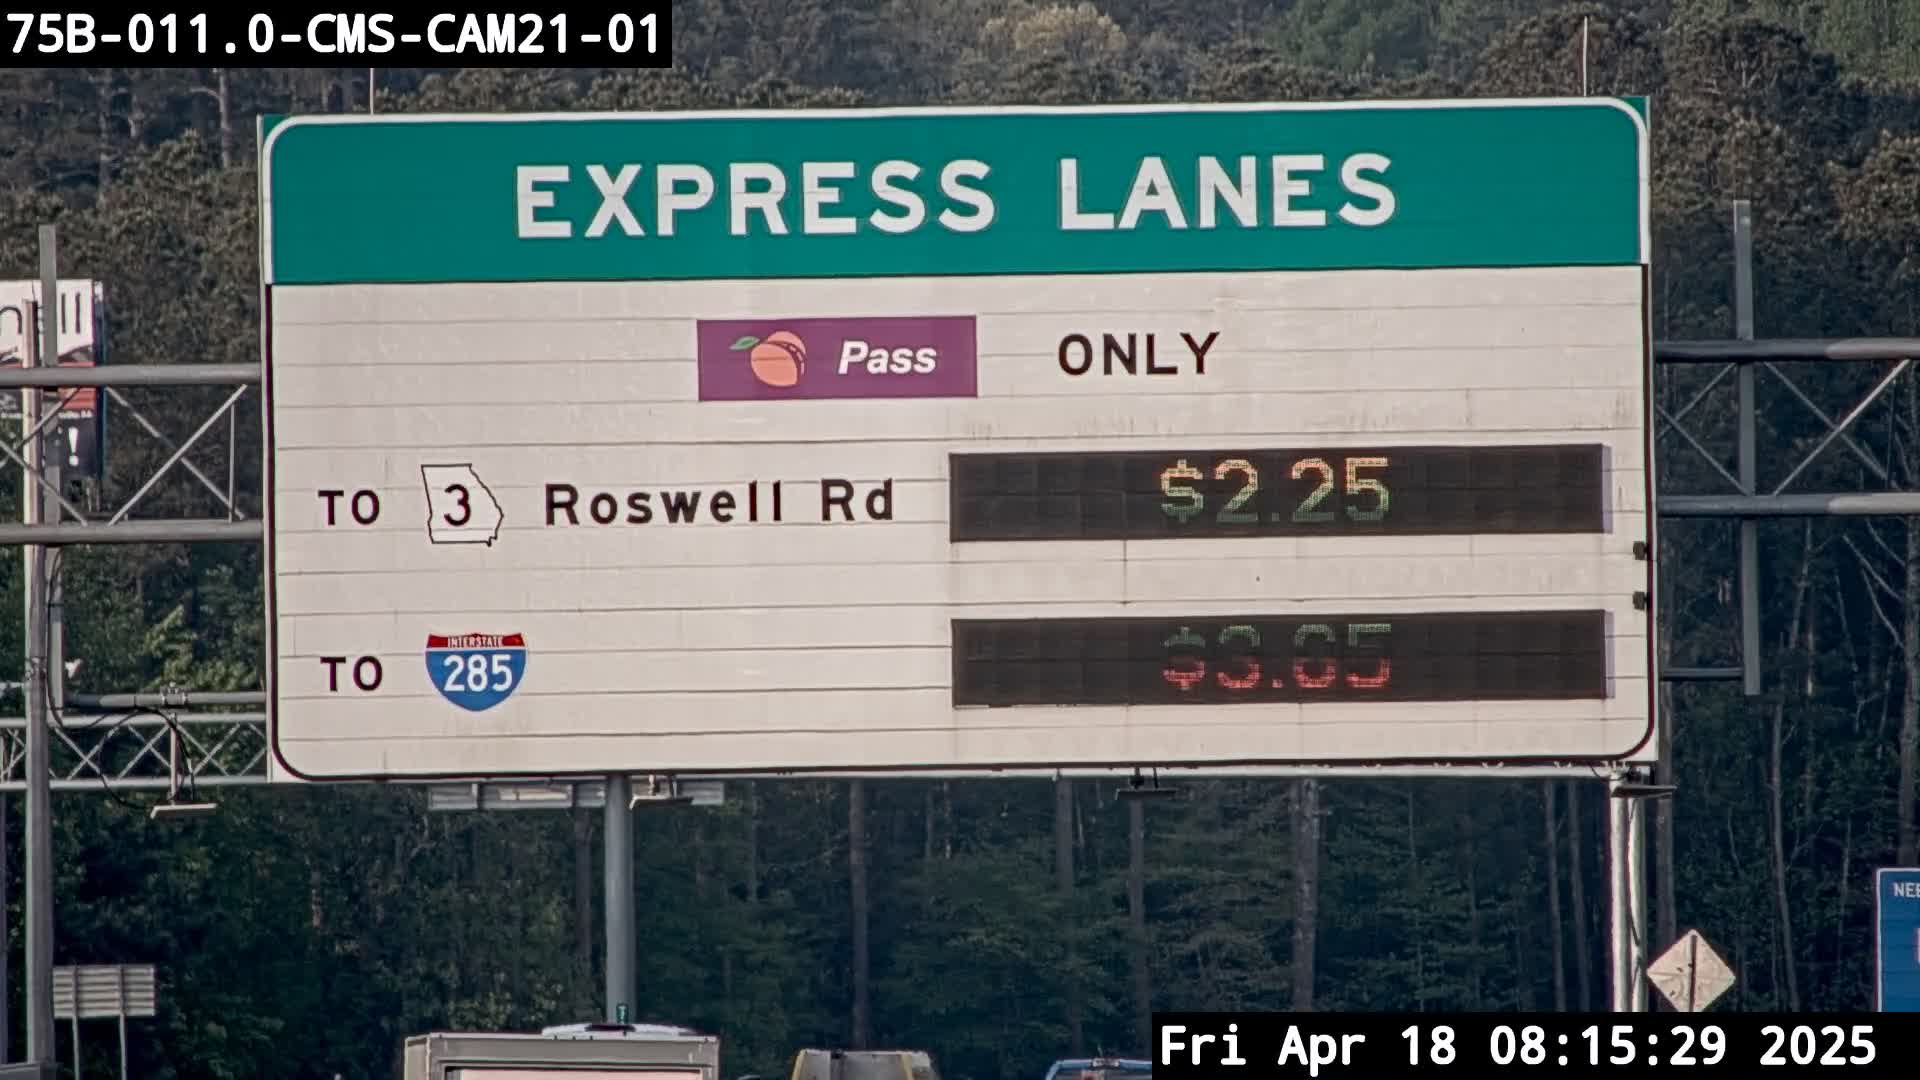 75B-011.0-CMS-CAM21-01
EXPRESS LANES
Pass ONLY
TO 3 Roswell Rd $2.25
TO INTERSTATE 285
Fri Apr 18 08:15:29 2025